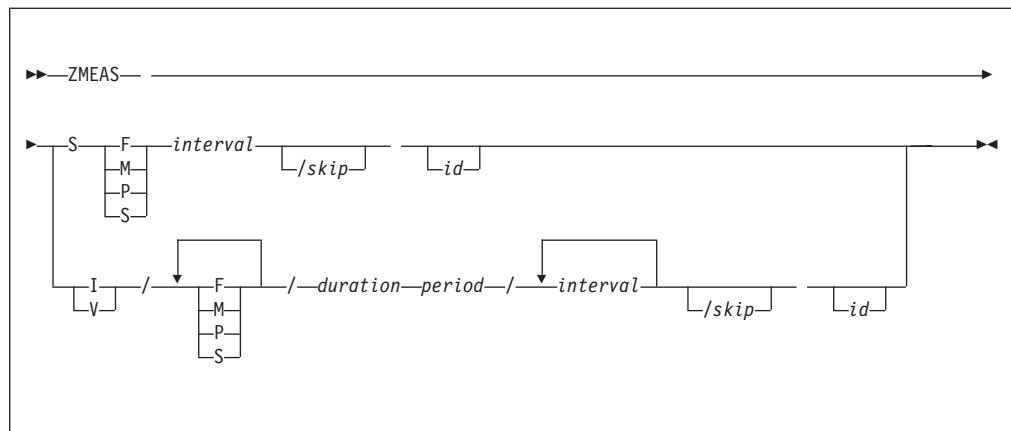 ZMEAS
S F interval /skip id
M
P
S
I / F / duration period / interval /skip id
V M
P
S